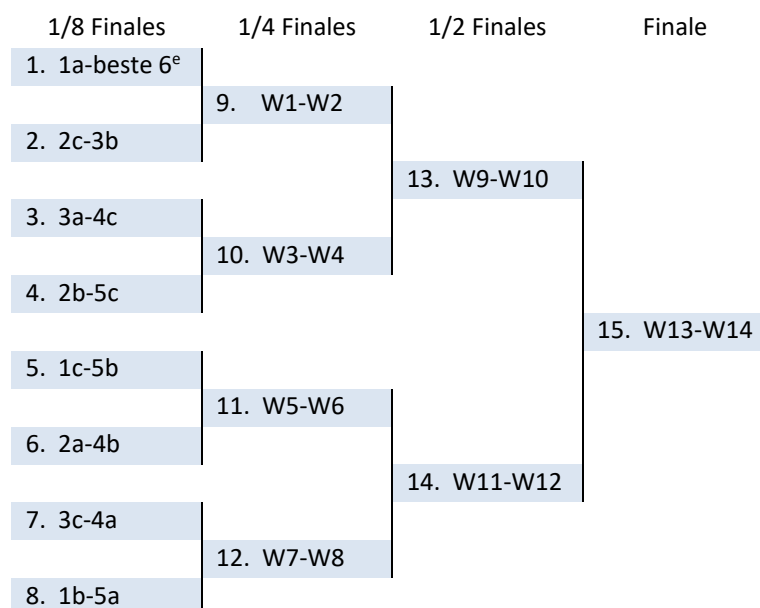 1/8 Finales 1/4 Finales 1/2 Finales Finale
1. 1a-beste 6e
9. W1-W2
2. 2c-3b
13. W9-W10
3. 3a-4c
10. W3-W4
4. 2b-5c
15. W13-W14
5. 1c-5b
11. W5-W6
6. 2a-4b
14. W11-W12
7. 3c-4a
12. W7-W8
8. 1b-5a